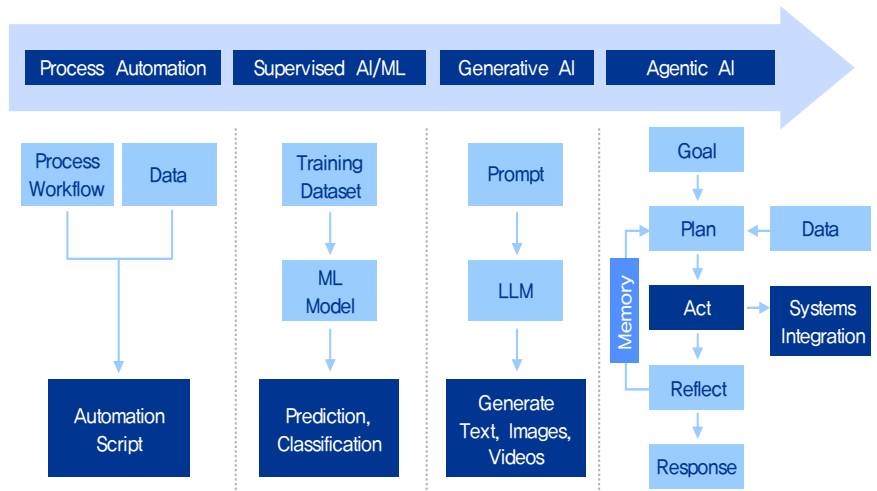 Process Automation
Supervised AI/ML
Generative AI
Agentic AI
Process
Workflow
Data
Automation
Script
Training
Dataset
ML
Model
Prediction,
Classification
Prompt
LLM
Generate
Text, Images,
Videos
Goal
Plan
Data
Memory
Act
Systems
Integration
Reflect
Response